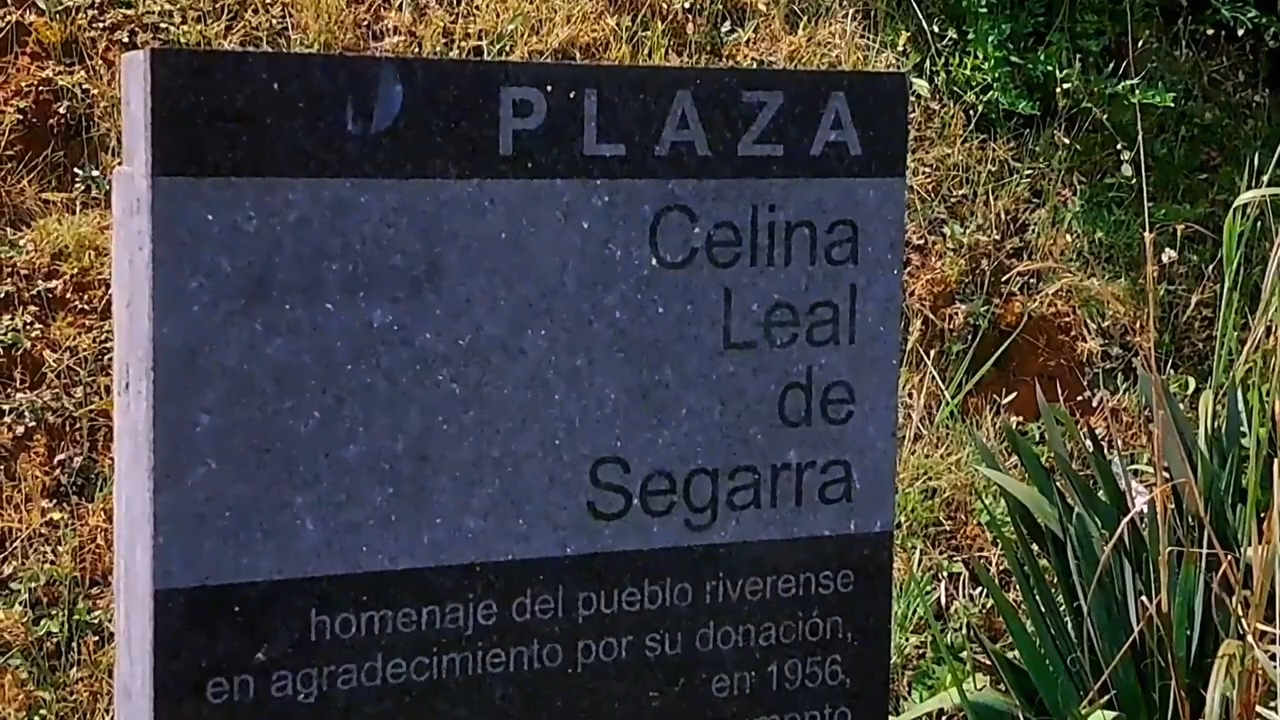 PLAZA
Celina
Leal
de
Segarra
homenaje del pueblo riverense
en agradecimiento por su donación,
en 1956,